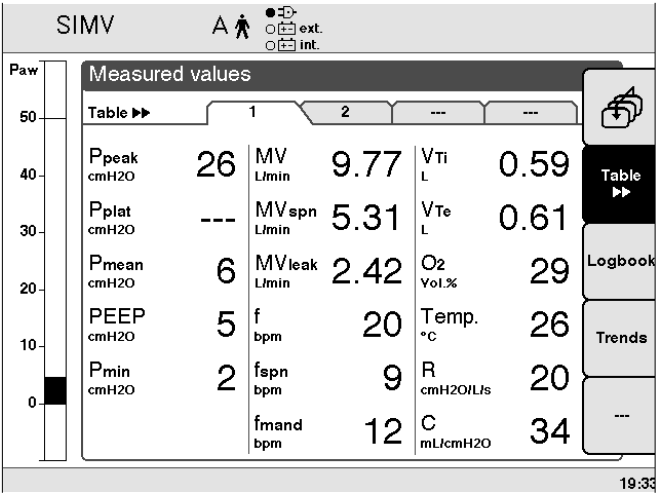 SIMV
A
ext.
int.
Paw
50
40
30
20
10
0
Measured values
Table ▶▶ 1 2 --- ---
Ppeak 26 MV 9.77 VTi 0.59
cmH2O L/min L
Pplat --- MVspn 5.31 VTe 0.61
cmH2O L/min L
Pmean 6 MVleak 2.42 O2 29
cmH2O L/min Vol.%
PEEP 5 f 20 Temp. 26
cmH2O bpm °C
Pmin 2 fspn 9 R 20
cmH2O bpm cmH2O/L/s
fmand 12 C 34
bpm mL/cmH2O
Table
▶▶
Logbook
Trends
---
19:33